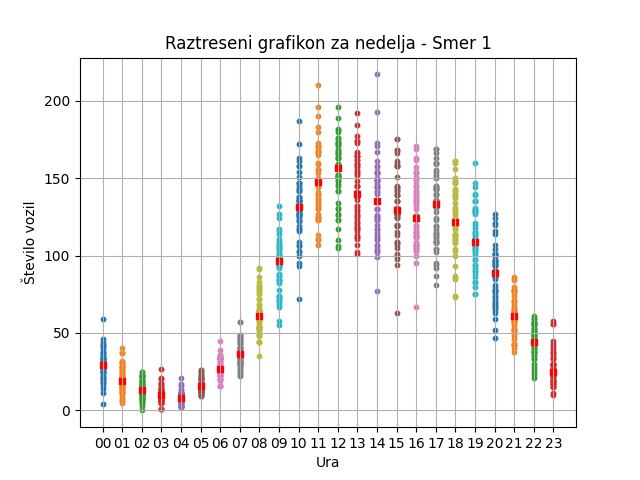 Raztreseni grafikon za nedelja - Smer 1
Število vozil
200
150
100
50
0
00 01 02 03 04 05 06 07 08 09 10 11 12 13 14 15 16 17 18 19 20 21 22 23
Ura